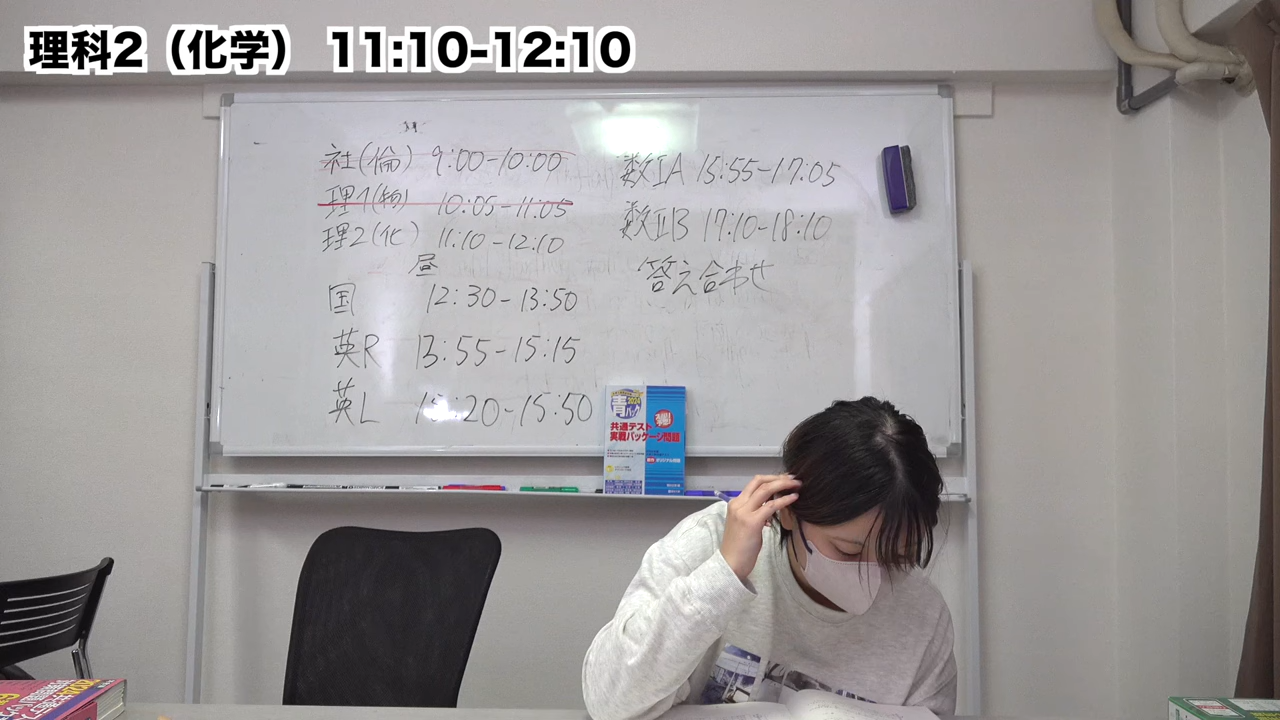 理科2（化学） 11:10-12:10
社(倫) 9:00-10:00
理1(物) 10:05-11:05
理2(化) 11:10-12:10
昼
国 12:30-13:50
英R 13:55-15:15
英L 15:20-15:50
数IA 15:55-17:05
数ⅡB 17:10-18:10
答え合わせ
青パック
共通テスト
実戦パッケージ問題